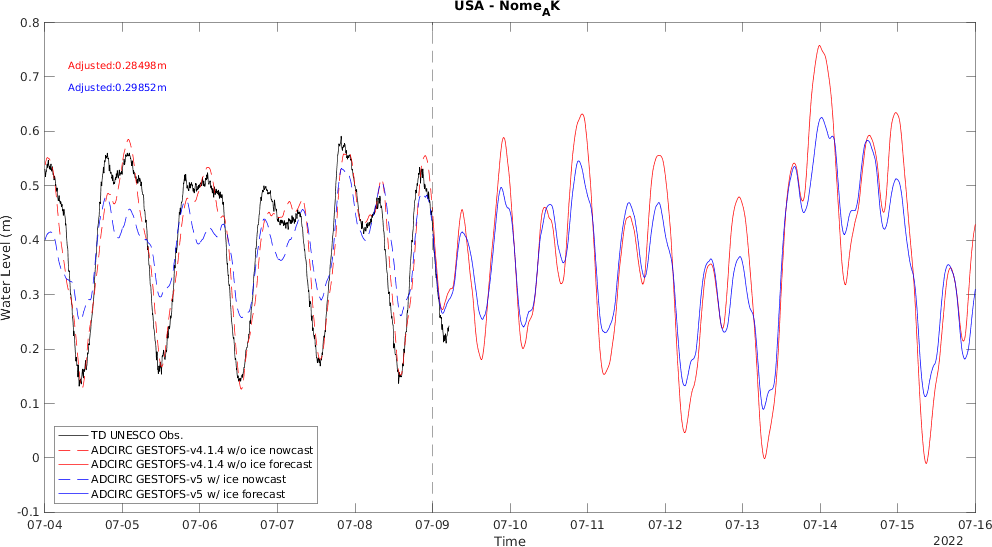 USA - Nome_AK
Adjusted:0.28498m
Adjusted:0.29852m
Water Level (m)
0.8
0.7
0.6
0.5
0.4
0.3
0.2
0.1
0
-0.1
TD UNESCO Obs.
ADCIRC GESTOFS-v4.1.4 w/o ice nowcast
ADCIRC GESTOFS-v4.1.4 w/o ice forecast
ADCIRC GESTOFS-v5 w/ ice nowcast
ADCIRC GESTOFS-v5 w/ ice forecast
07-04 07-05 07-06 07-07 07-08 07-09 07-10 07-11 07-12 07-13 07-14 07-15 07-16
Time
2022